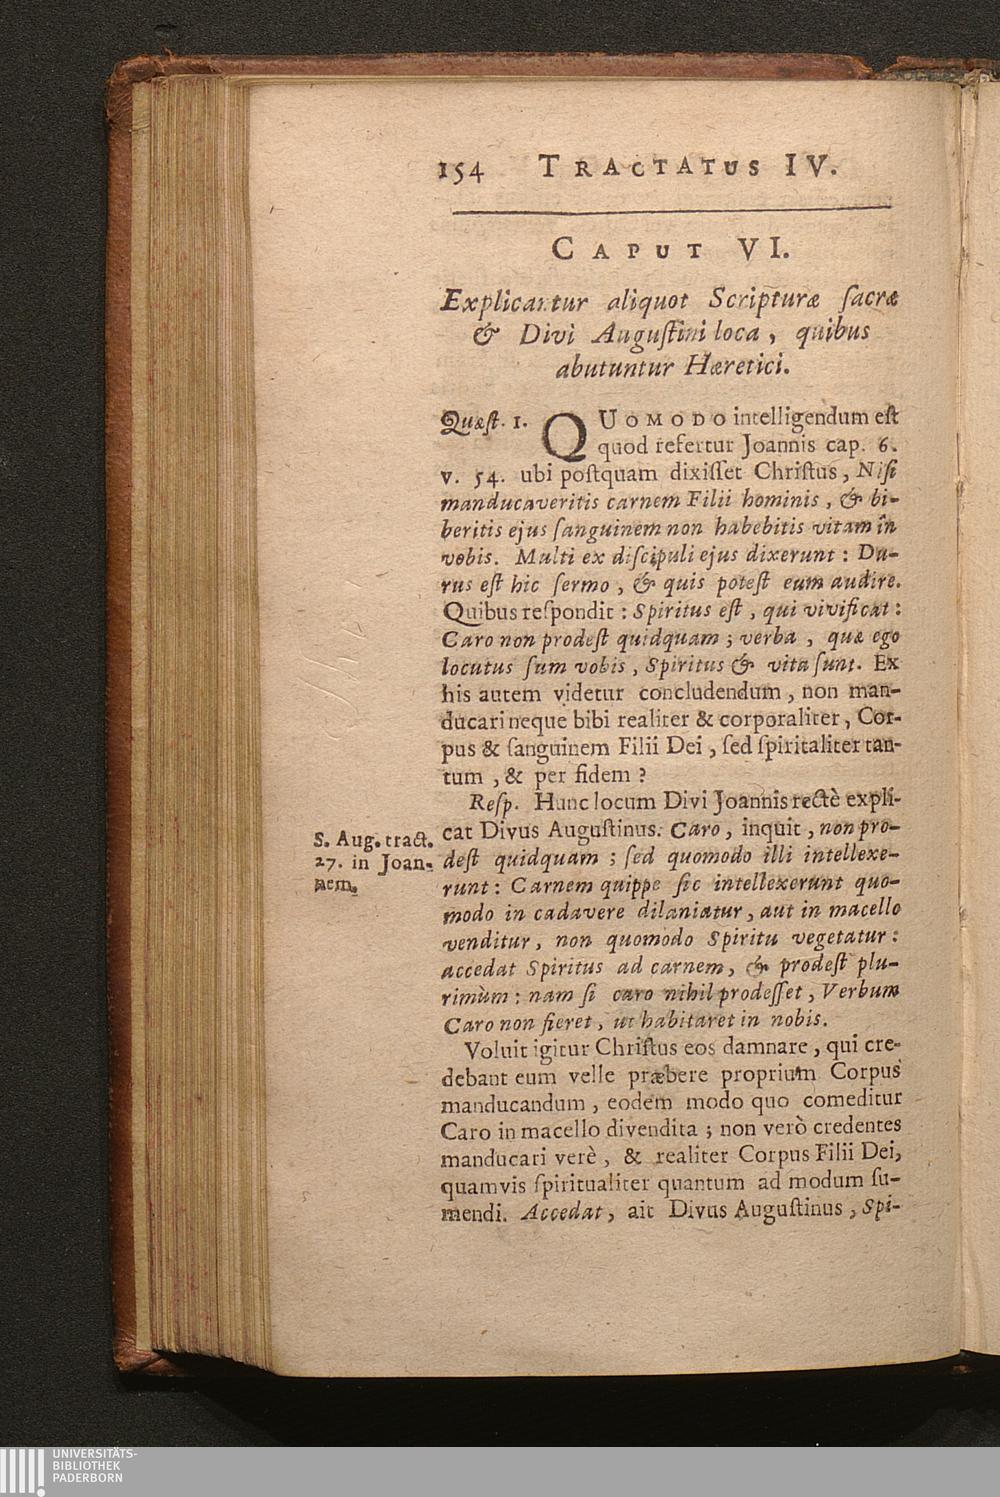 154 TRACTATUS IV.
CAPUT VI.
Explicantur aliquot Scripturæ ſacræ
& Divi Auguſtini loca, quibus
abutuntur Hæretici.
Quæſt. 1. QUOMODO intelligendum eſt
quod refertur Joannis cap. 6.
v. 54. ubi poſtquam dixiſſet Chriſtus, Niſi
manducaveritis carnem Filii hominis, & bi-
beritis ejus ſanguinem non habebitis vitam in
vobis. Multi ex diſcipuli ejus dixerunt: Du-
rus eſt hic ſermo, & quis poteſt eum audire.
Quibus reſpondit: Spiritus eſt, qui vivificat:
Caro non prodeſt quidquam; verba, quæ ego
locutus ſum vobis, Spiritus & vita ſunt. Ex
his autem videtur concludendum, non man-
ducari neque bibi realiter & corporaliter, Cor-
pus & ſanguinem Filii Dei, ſed ſpiritaliter tan-
tum, & per fidem?
Reſp. Hunc locum Divi Joannis rectè expli-
cat Divus Auguſtinus. Caro, inquit, non pro-
deſt quidquam; ſed quomodo illi intellexe-
runt: Carnem quippe ſic intellexerunt quo-
modo in cadavere dilaniatur, aut in macello
venditur, non quomodo Spiritu vegetatur:
accedat Spiritus ad carnem, & prodeſt plu-
rimùm: nam ſi caro nihil prodeſſet, Verbum
Caro non fieret, ut habitaret in nobis.
S. Aug. tract.
27. in Joan-
nem.
Voluit igitur Chriſtus eos damnare, qui cre-
debant eum velle præbere proprium Corpus
manducandum, eodem modo quo comeditur
Caro in macello divendita; non verò credentes
manducari verè, & realiter Corpus Filii Dei,
quamvis ſpiritualiter quantum ad modum ſu-
mendi. Accedat, ait Divus Auguſtinus, Spi-
UNIVERSITÄTS-
BIBLIOTHEK
PADERBORN